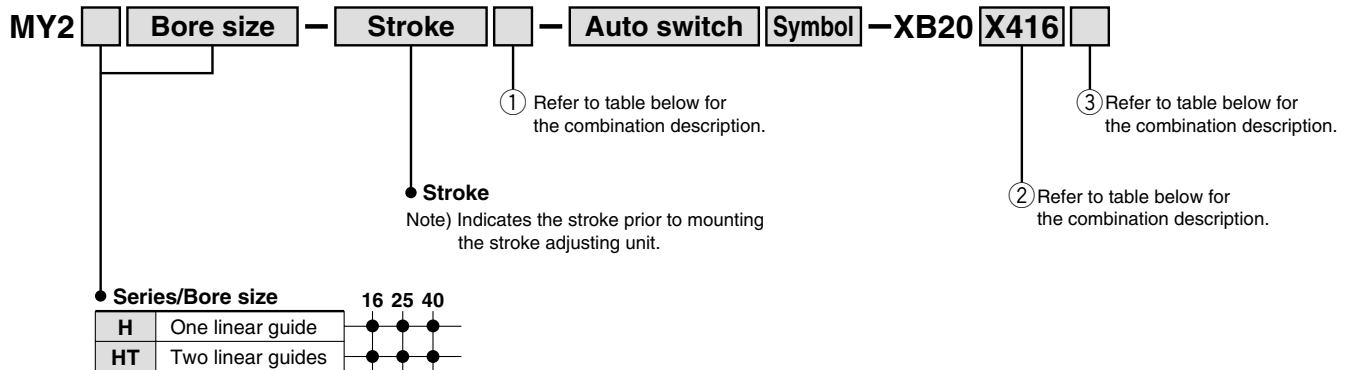 MY2 Bore size – Stroke – Auto switch Symbol – XB20 X416
① Refer to table below for
the combination description.
③ Refer to table below for
the combination description.
● Stroke
Note) Indicates the stroke prior to mounting
the stroke adjusting unit.
② Refer to table below for
the combination description.
● Series/Bore size 16 25 40
H One linear guide
HT Two linear guides